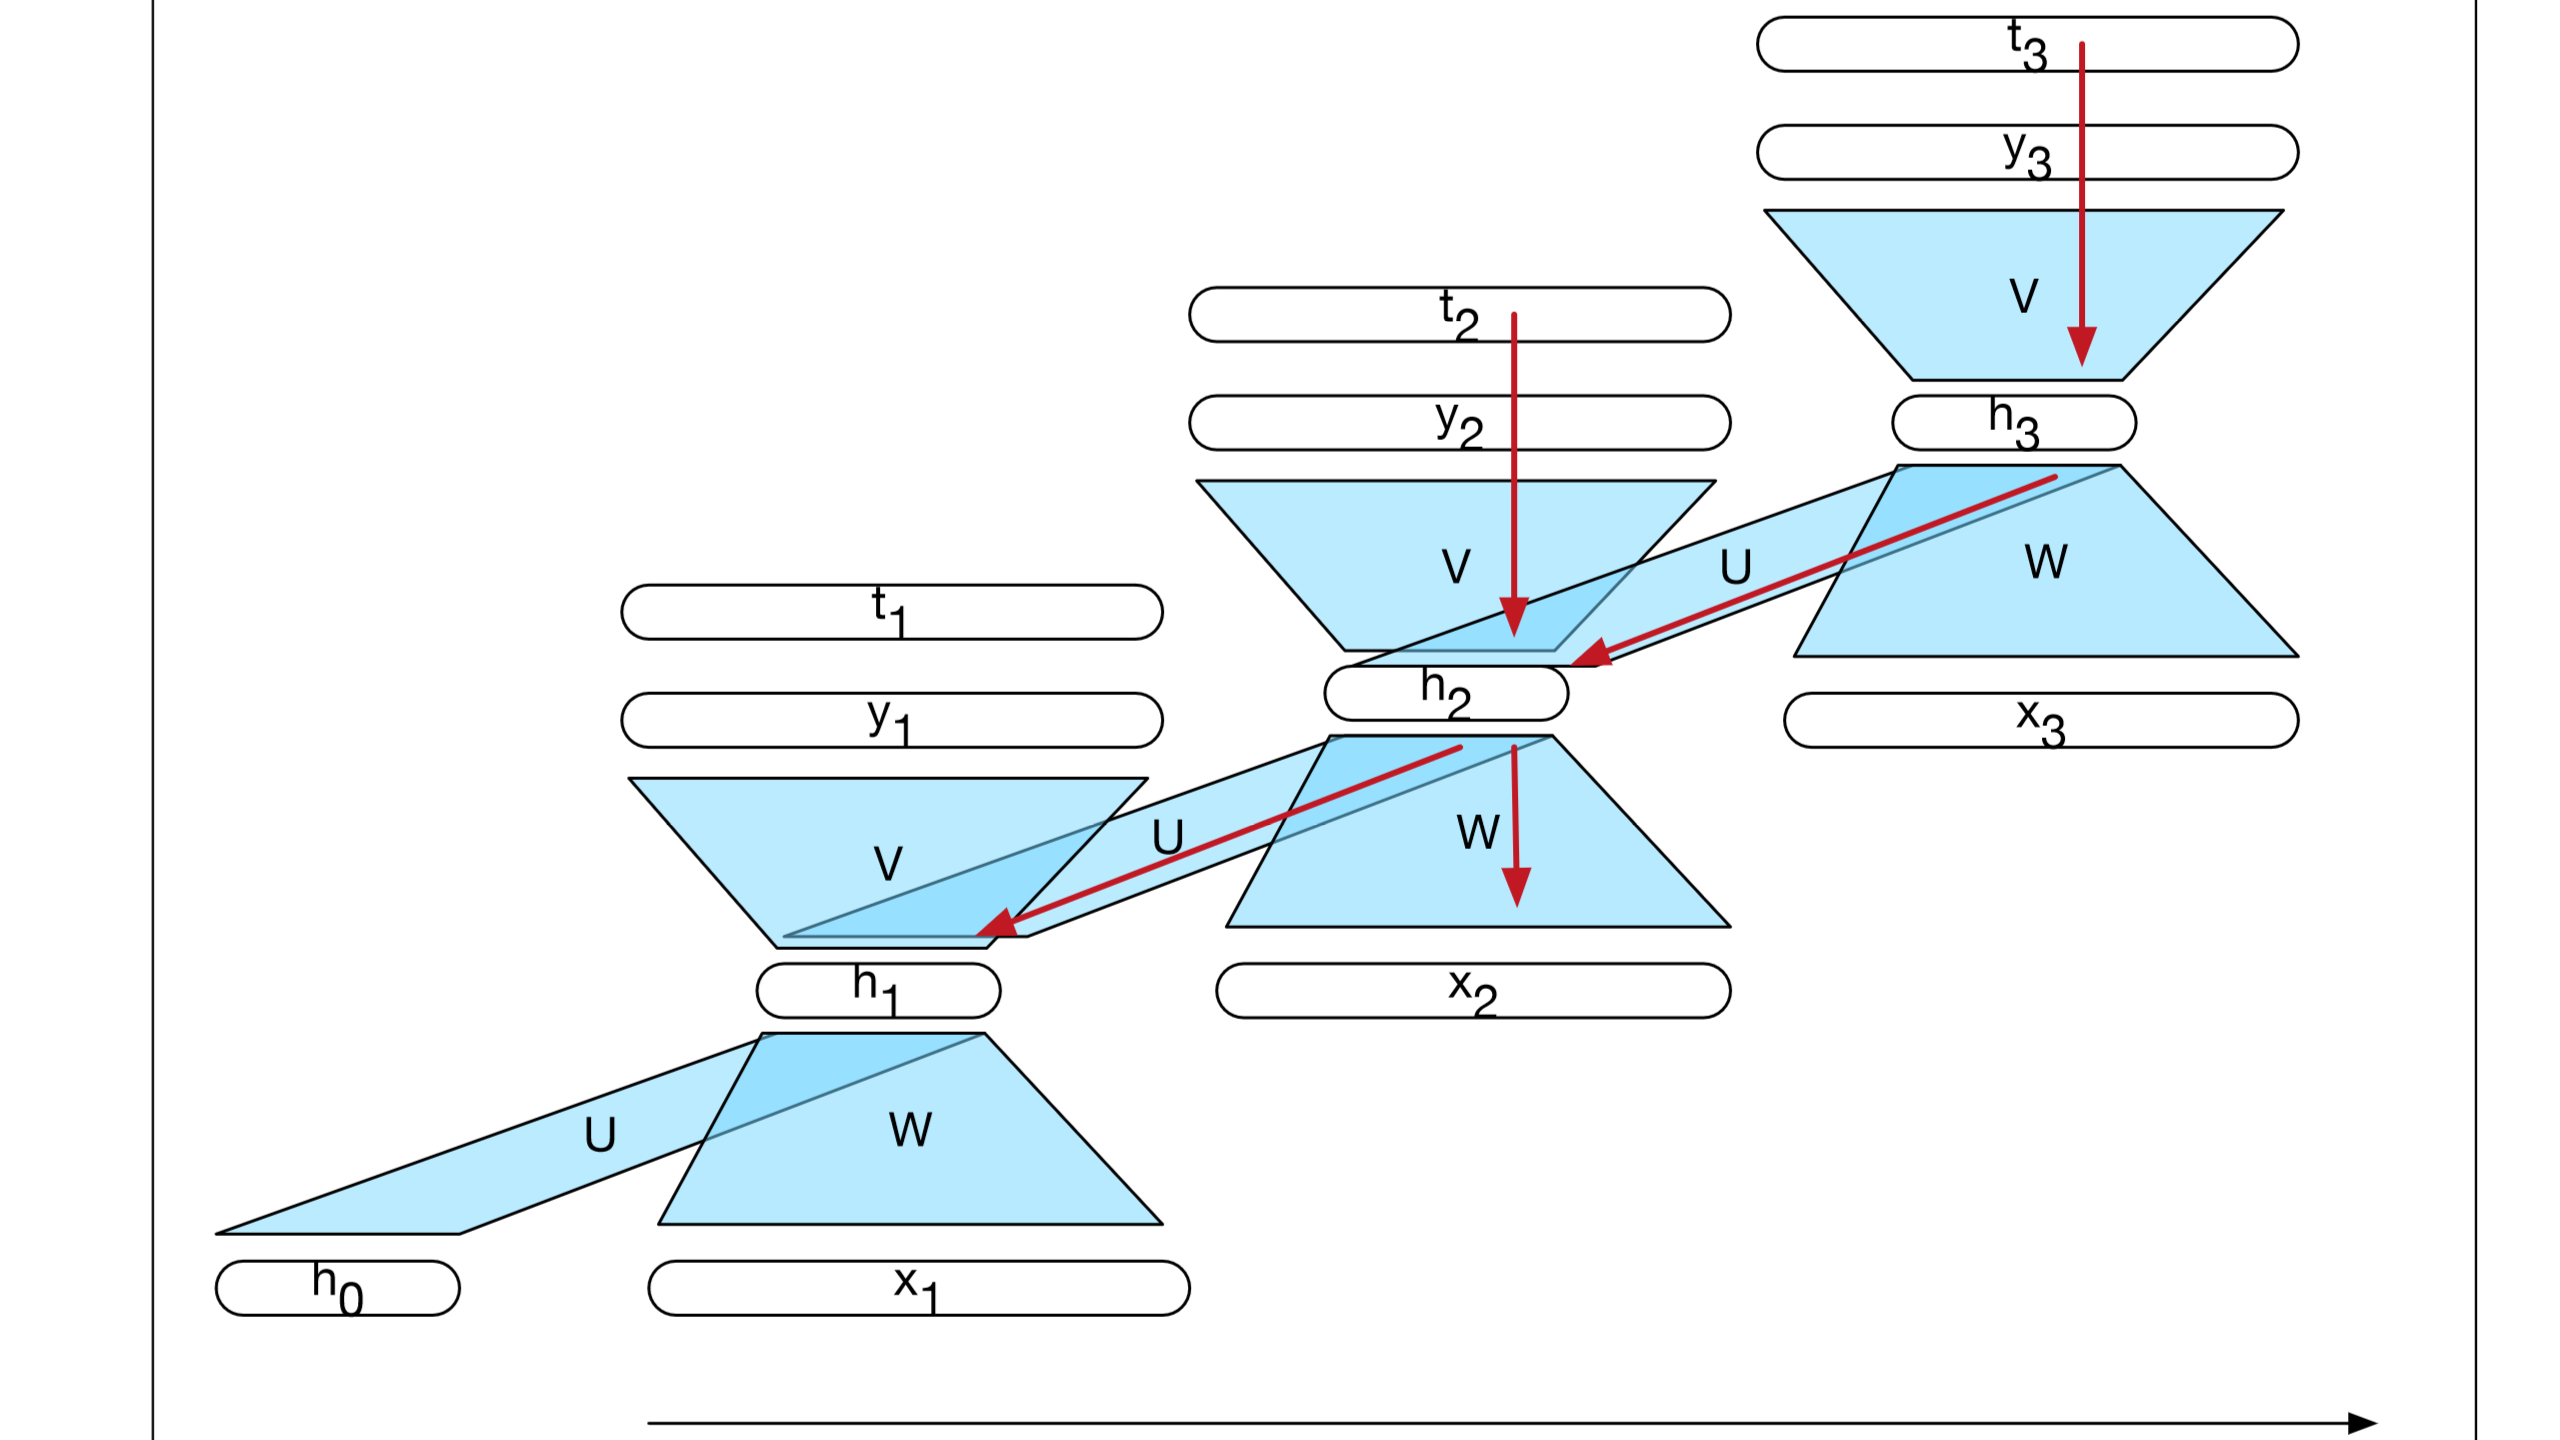 t3
y3
V
t2
h3
y2
V
U
W
t1
h2
y1
x3
V
U
W
h1
x2
U
W
h0
x1